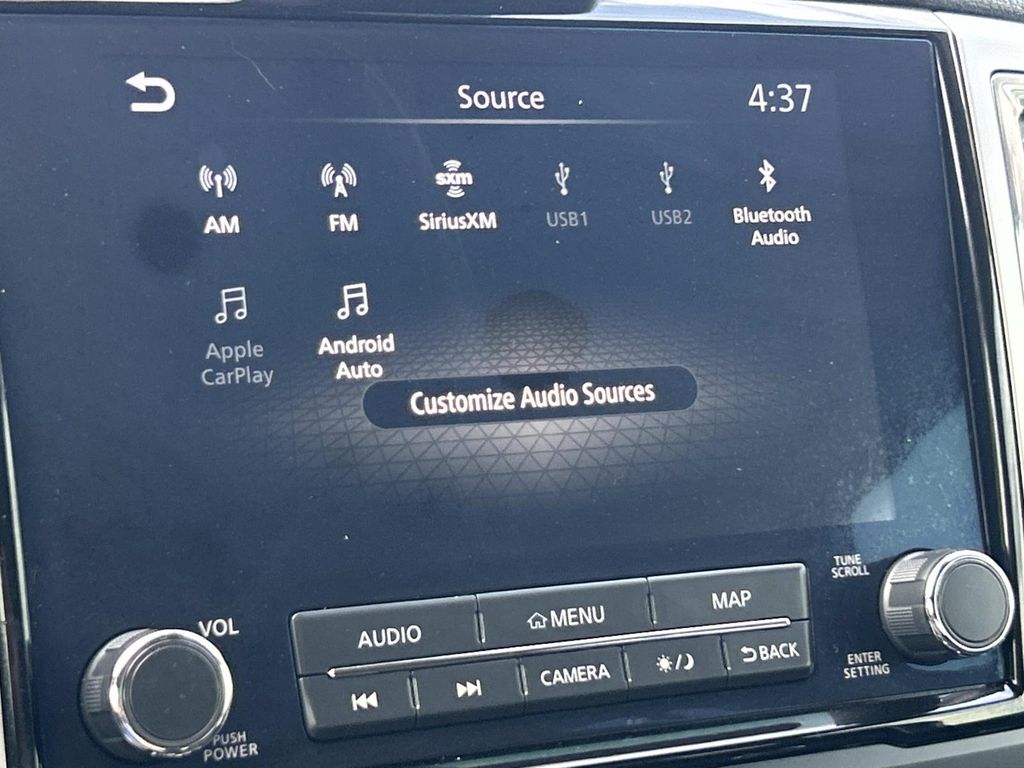 Source
4:37
sxm
AM
FM
SiriusXM
USB1
USB2
Bluetooth
Audio
Apple
CarPlay
Android
Auto
Customize Audio Sources
TUNE
SCROLL
VOL
AUDIO
MENU
MAP
CAMERA
BACK
ENTER
SETTING
PUSH
POWER